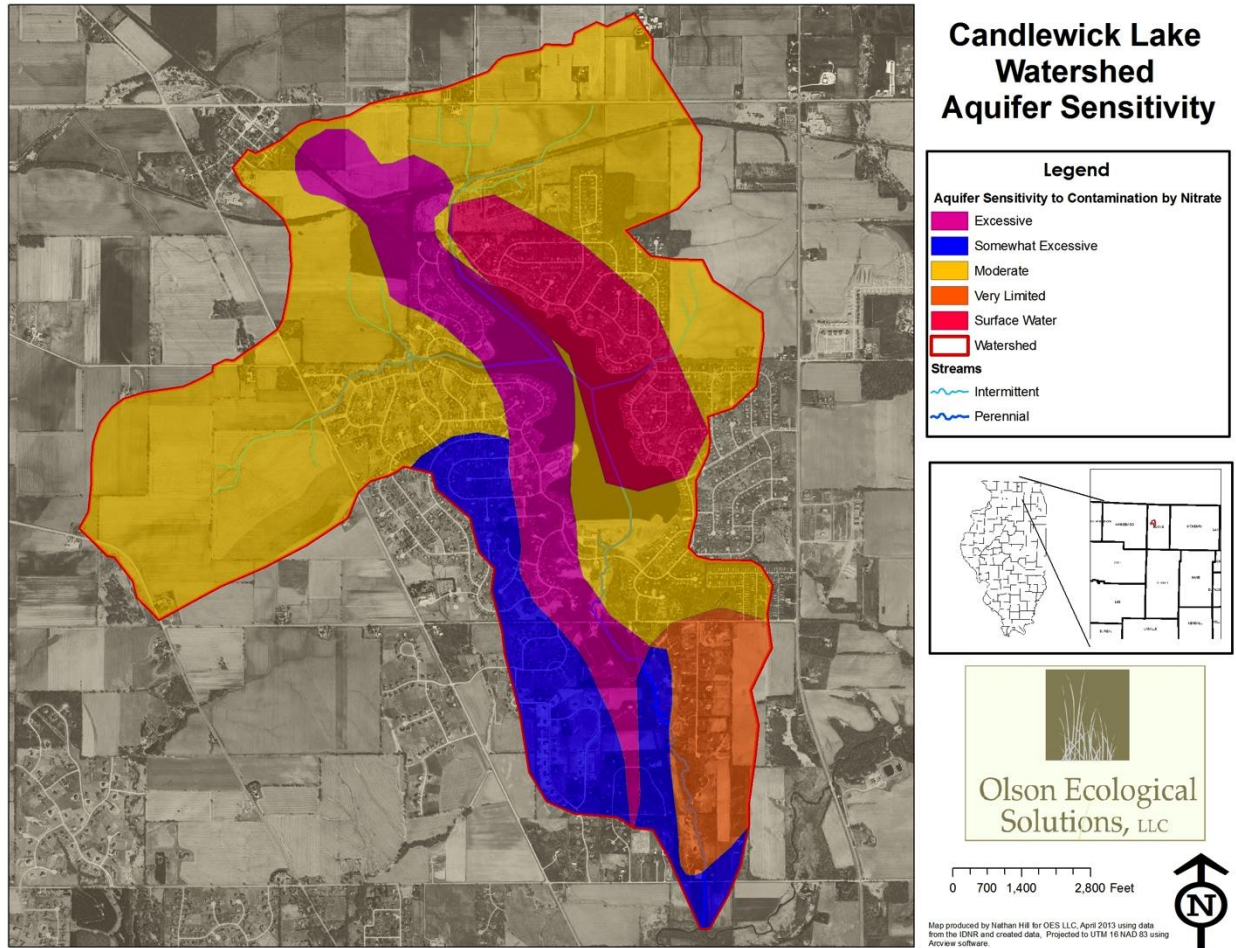 Candlewick Lake
Watershed
Aquifer Sensitivity
Legend
Aquifer Sensitivity to Contamination by Nitrate
Excessive
Somewhat Excessive
Moderate
Very Limited
Surface Water
Watershed
Streams
Intermittent
Perennial
Olson Ecological
Solutions, LLC
0 700 1,400 2,800 Feet
N
Map produced by Nathan Hill for OES LLC, April 2013 using data
from the IDNR and created data, Projected to UTM 16 NAD 83 using
Arcview software.